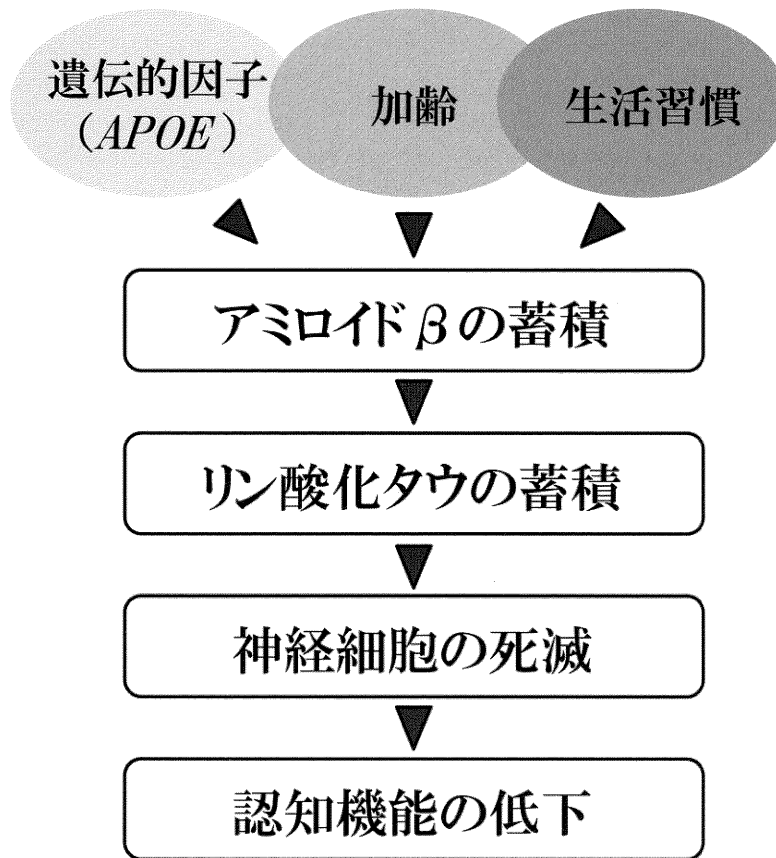 遺伝的因子
(APOE)
加齢
生活習慣
アミロイドβの蓄積
リン酸化タウの蓄積
神経細胞の死滅
認知機能の低下